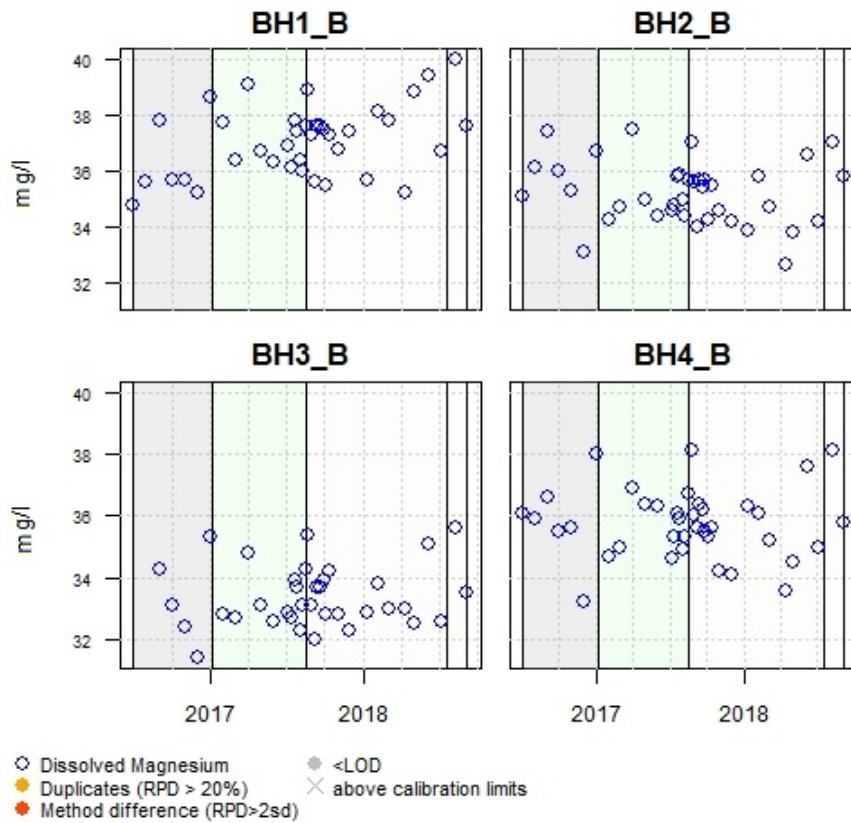 BH1_B
BH2_B
40
38
36
34
32
mg/l
BH3_B
BH4_B
40
38
36
34
32
mg/l
2017
2018
2017
2018
Dissolved Magnesium
<LOD
Duplicates (RPD > 20%)
above calibration limits
Method difference (RPD>2sd)